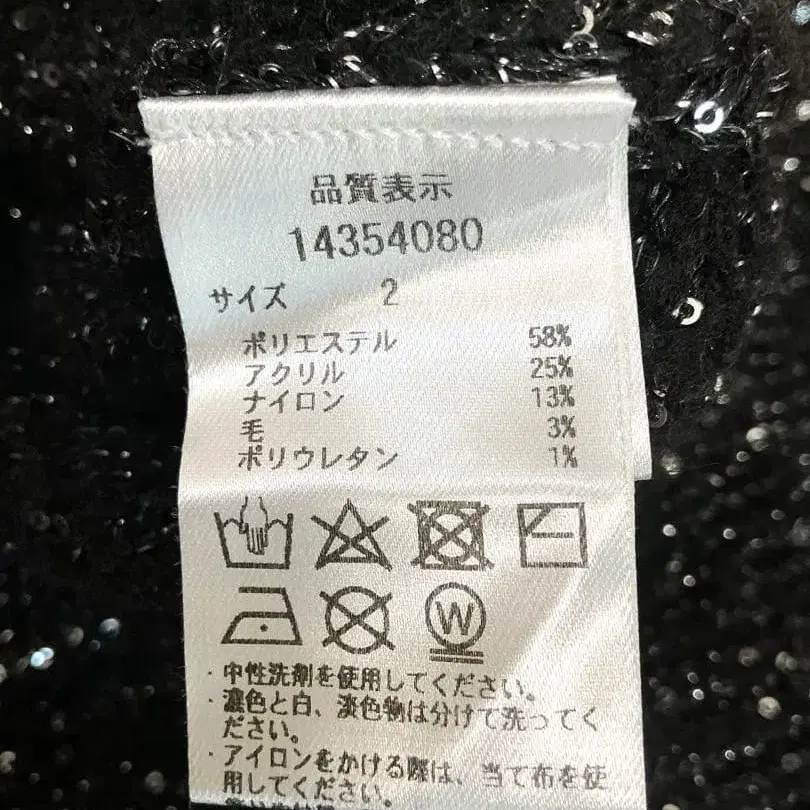 品質表示
14354080
サイズ 2
ポリエステル 58%
アクリル 25%
ナイロン 13%
毛 3%
ポリウレタン 1%
W
・中性洗剤を使用してください。
・濃色と白、淡色物は分けて洗ってく
ださい。
・アイロンをかける際は、当て布を使
用してください。